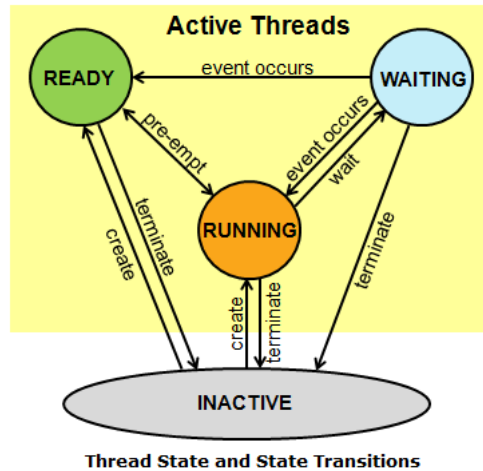 Active Threads
READY
event occurs
WAITING
pre-empt
event occurs
wait
RUNNING
create
terminate
create
terminate
terminate
INACTIVE
Thread State and State Transitions